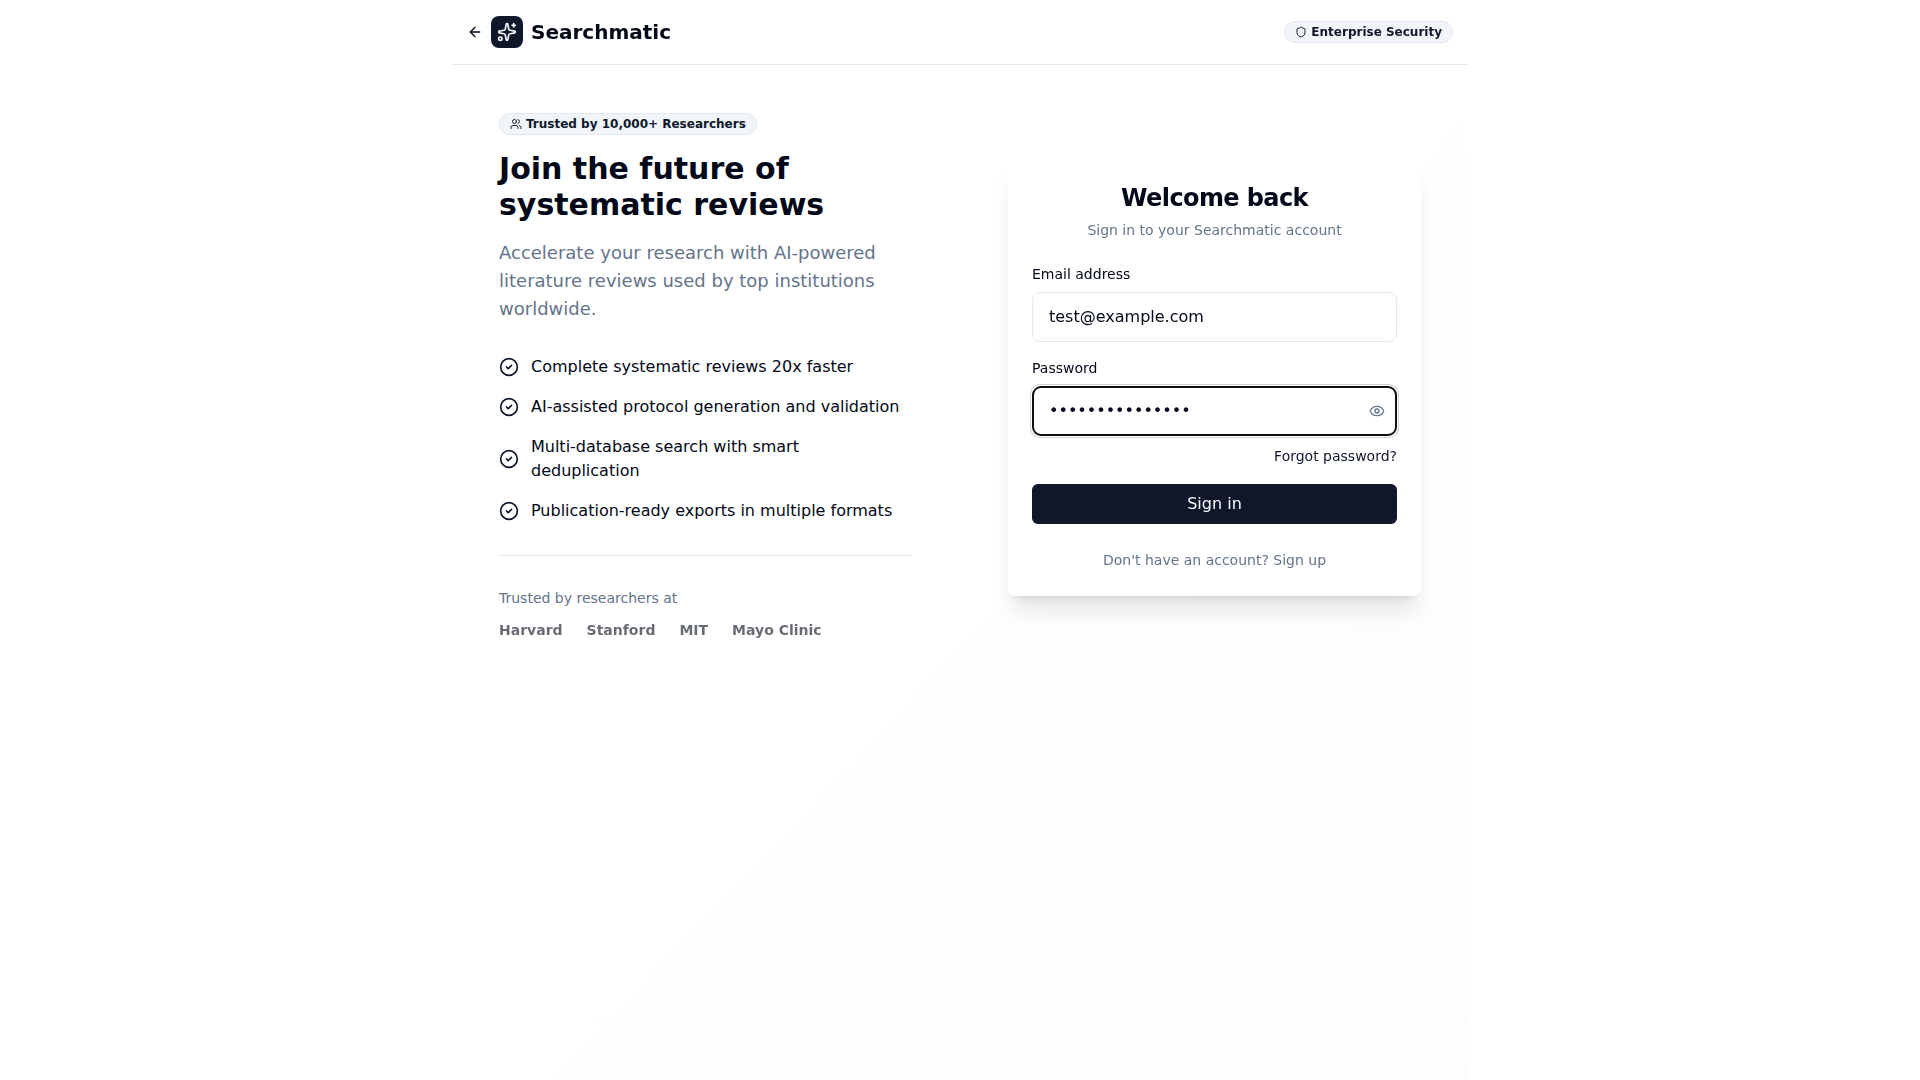 Searchmatic
Enterprise Security
Trusted by 10,000+ Researchers
Join the future of
systematic reviews
Accelerate your research with AI-powered
literature reviews used by top institutions
worldwide.
Complete systematic reviews 20x faster
AI-assisted protocol generation and validation
Multi-database search with smart
deduplication
Publication-ready exports in multiple formats
Trusted by researchers at
Harvard Stanford MIT Mayo Clinic
Welcome back
Sign in to your Searchmatic account
Email address
test@example.com
Password
•••••••••••••••
Forgot password?
Sign in
Don't have an account? Sign up